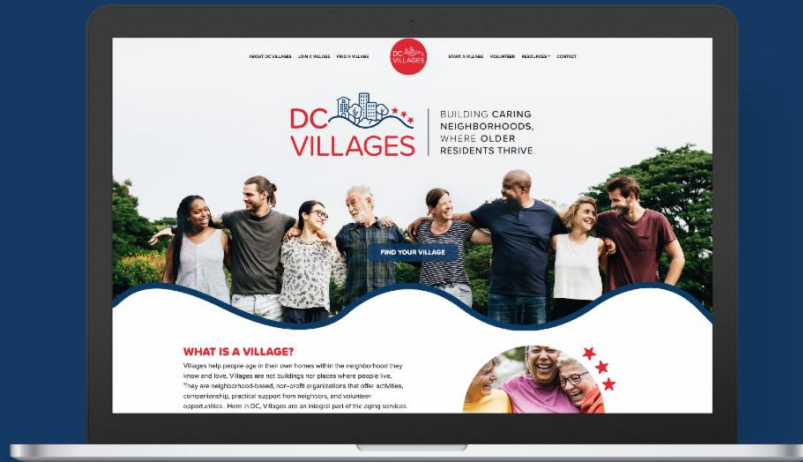 ABOUT DC VILLAGES JOIN A VILLAGE FIND A VILLAGE
DC
VILLAGES
START A VILLAGE VOLUNTEER RESOURCES CONTACT
DC
VILLAGES
BUILDING CARING
NEIGHBORHOODS,
WHERE OLDER
RESIDENTS THRIVE.
FIND YOUR VILLAGE
WHAT IS A VILLAGE?
Villages help people age in their own homes within the neighborhood they
know and love. Villages are not buildings nor places where people live.
They are neighborhood-based, non-profit organizations that offer activities,
companionship, practical support from neighbors, and volunteer
opportunities. Here in DC, Villages are an integral part of the aging services